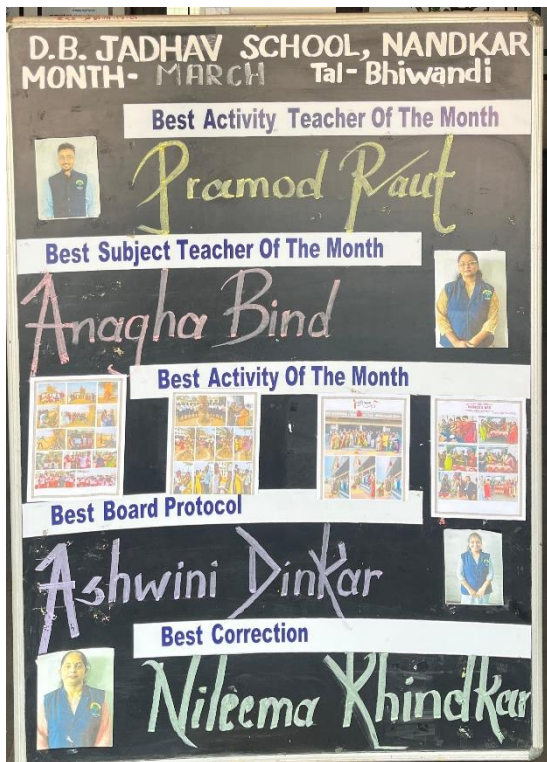 D.B. JADHAV SCHOOL, NANDKAR
MONTH- MARCH Tal- Bhiwandi
Best Activity Teacher Of The Month
Pramod Raut
Best Subject Teacher Of The Month
Anagha Bind
Best Activity Of The Month
Best Board Protocol
Ashwini Dinkar
Best Correction
Nileema Khindkar